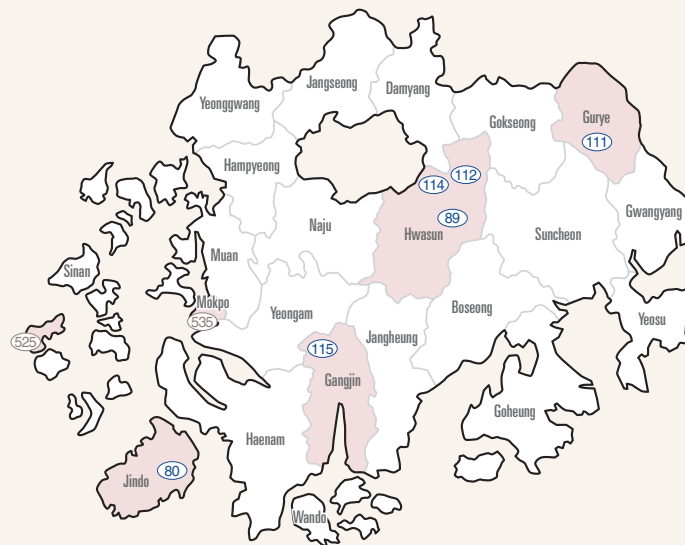 Jangseong
Damyang
Yeonggwang
Gokseong
Gurye
111
Hampyeong
114
112
89
Naju
Hwasun
Suncheon
Gwangyang
Muan
Sinan
Mokpo
535
Yeongam
Boseong
Yeosu
525
115
Jangheung
Gangjin
Goheung
Haenam
Jindo
80
Wando